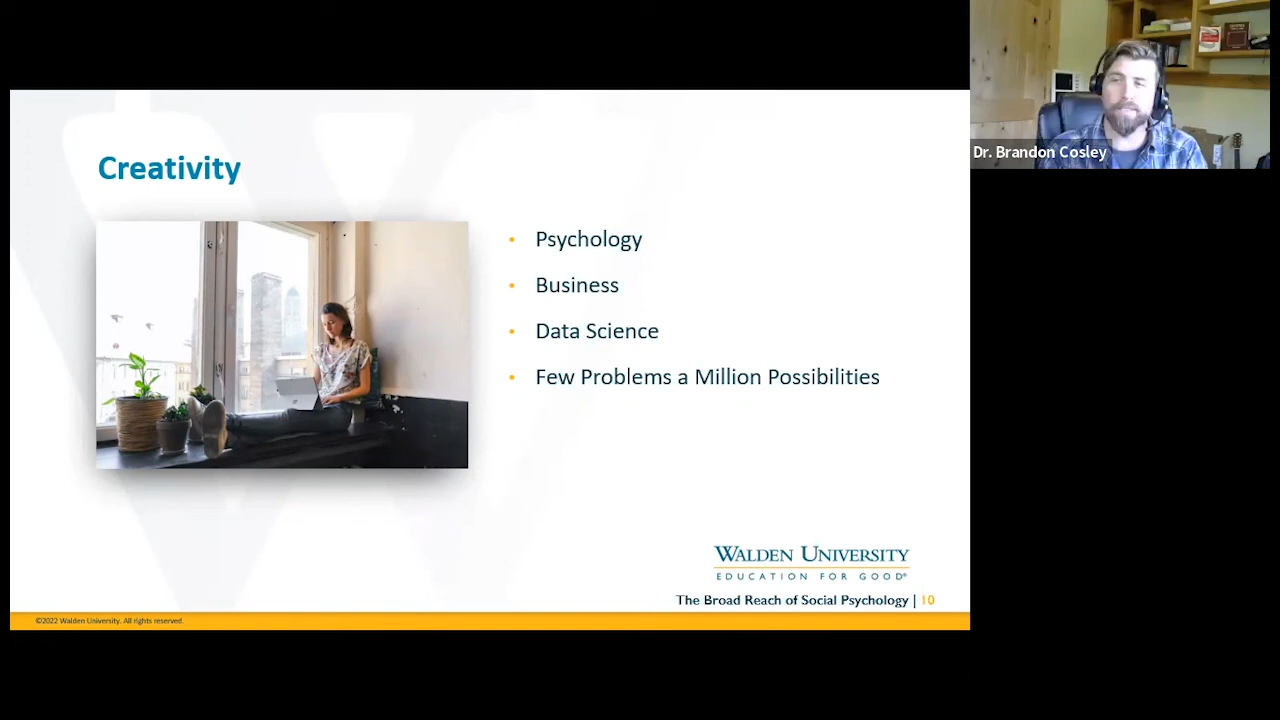 Dr. Brandon Cosley
Creativity
• Psychology
• Business
• Data Science
• Few Problems a Million Possibilities
WALDEN UNIVERSITY
EDUCATION FOR GOOD®
The Broad Reach of Social Psychology | 10
©2022 Walden University. All rights reserved.